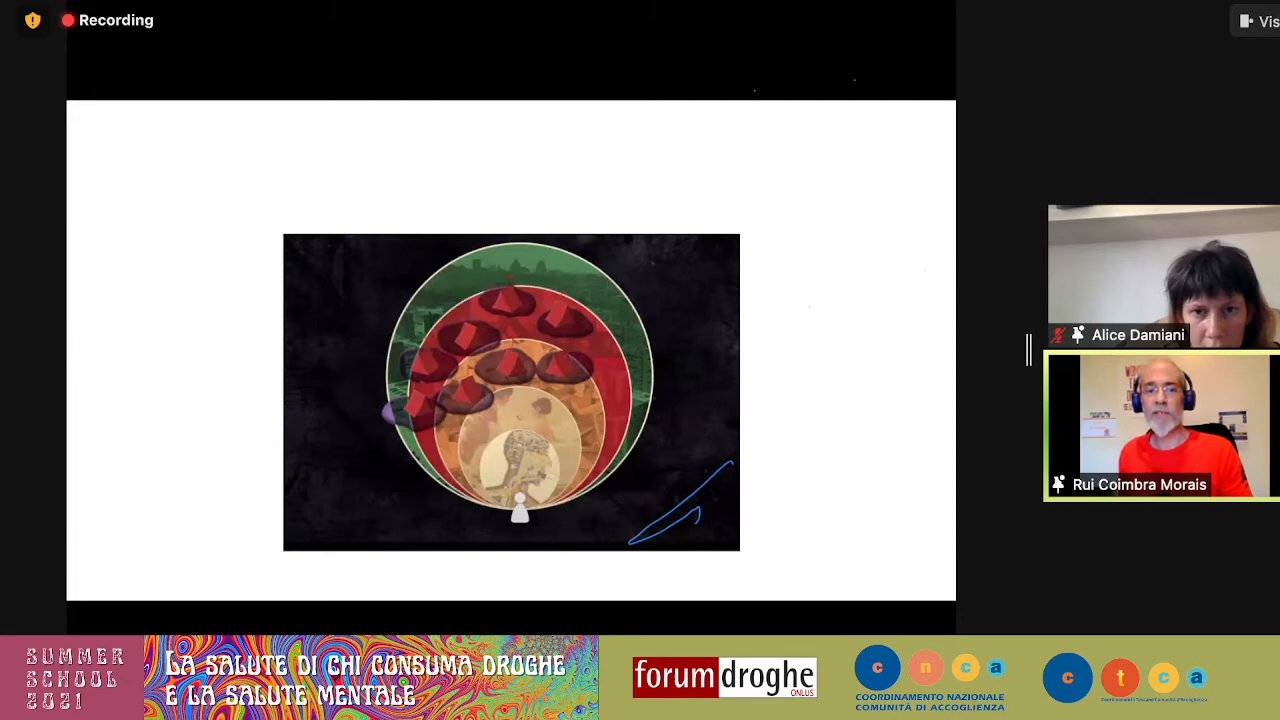 Recording
Vis
Alice Damiani
Rui Coimbra Morais
SUMMER
SCHOOL
2021
LA SALUTE DI CHI CONSUMA DROGHE
E LA SALUTE MENTALE
forumdroghe
ONLUS
c n c a
COORDINAMENTO NAZIONALE
COMUNITÀ DI ACCOGLIENZA
c t c a